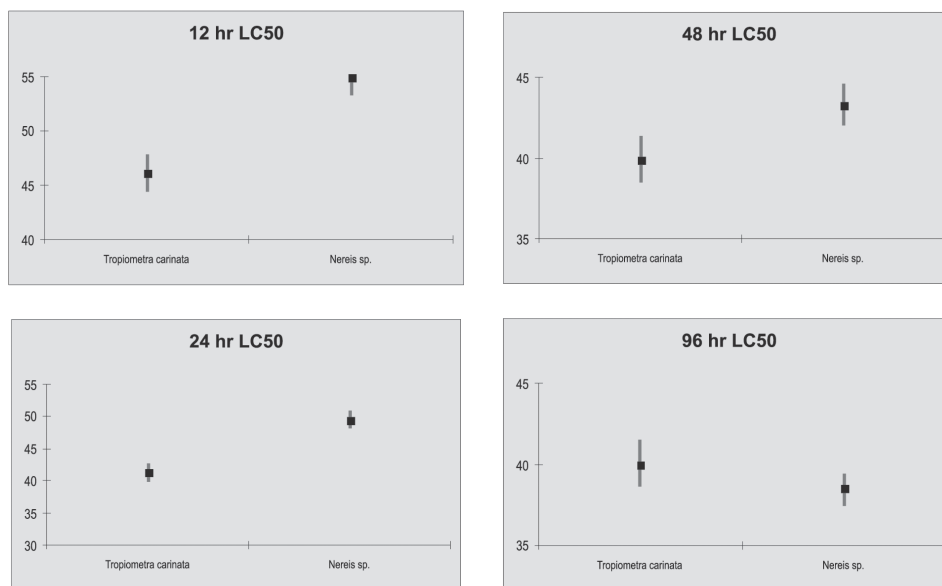 12 hr LC50
55
50
45
40
Tropiometra carinata Nereis sp.
48 hr LC50
45
40
35
Tropiometra carinata Nereis sp.
24 hr LC50
55
50
45
40
35
30
Tropiometra carinata Nereis sp.
96 hr LC50
45
40
35
Tropiometra carinata Nereis sp.